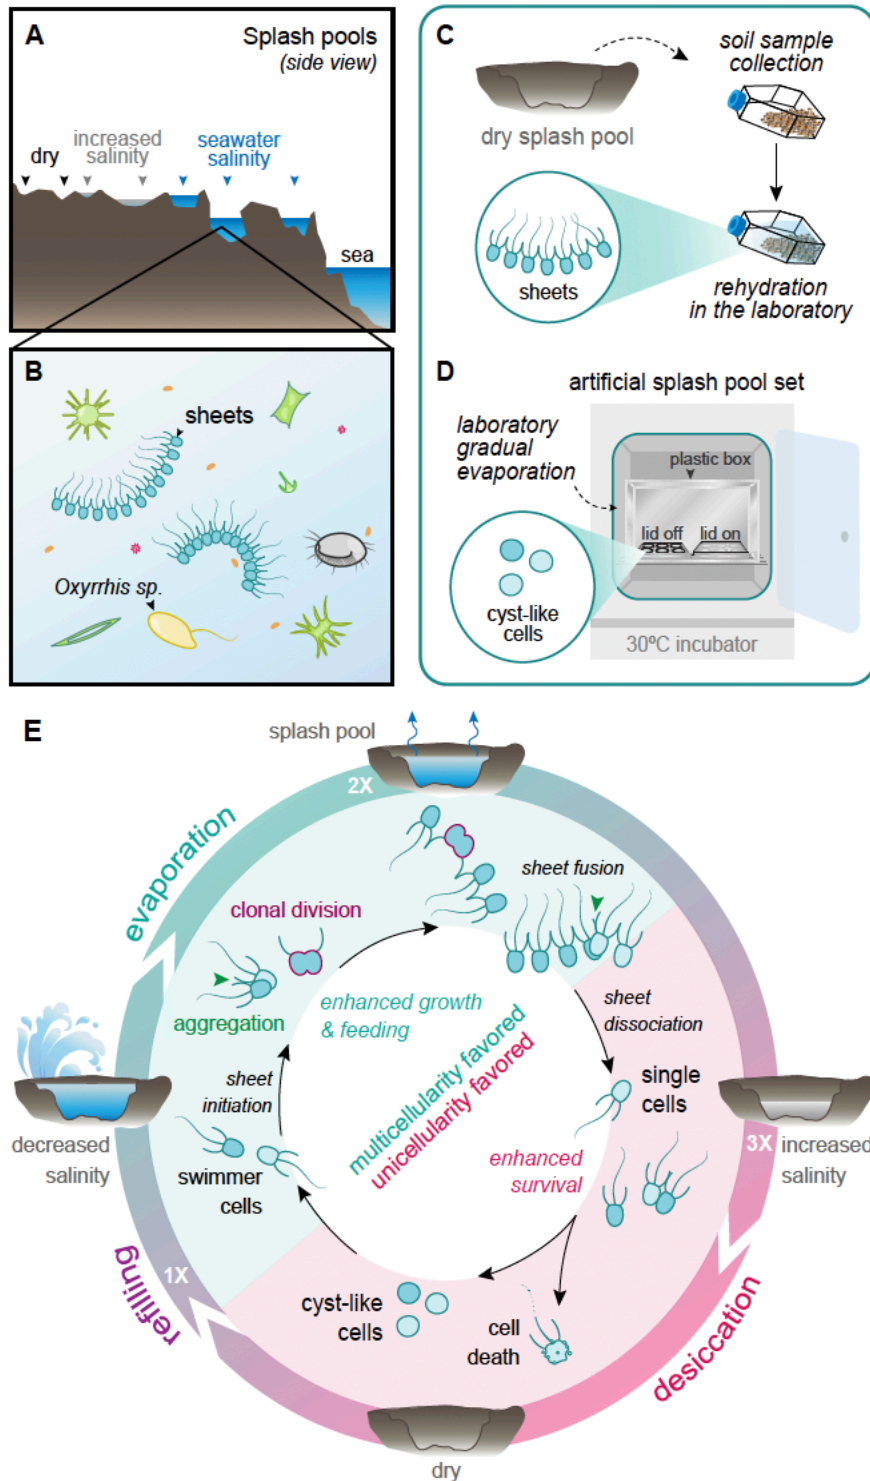 A
Splash pools
(side view)
dry
increased
salinity
seawater
salinity
sea
B
sheets
Oxyrrhis sp.
C
soil sample
collection
dry splash pool
sheets
rehydration
in the laboratory
D
artificial splash pool set
laboratory
gradual
evaporation
plastic box
lid off
lid on
cyst-like
cells
30ºC incubator
E
splash pool
2X
evaporation
sheet fusion
clonal division
aggregation
enhanced growth
& feeding
sheet
dissociation
multicellularity favored
unicellularity favored
sheet
initiation
single
cells
decreased
salinity
3X
increased
salinity
swimmer
cells
enhanced
survival
1X
refilling
cyst-like
cells
cell
death
desiccation
dry